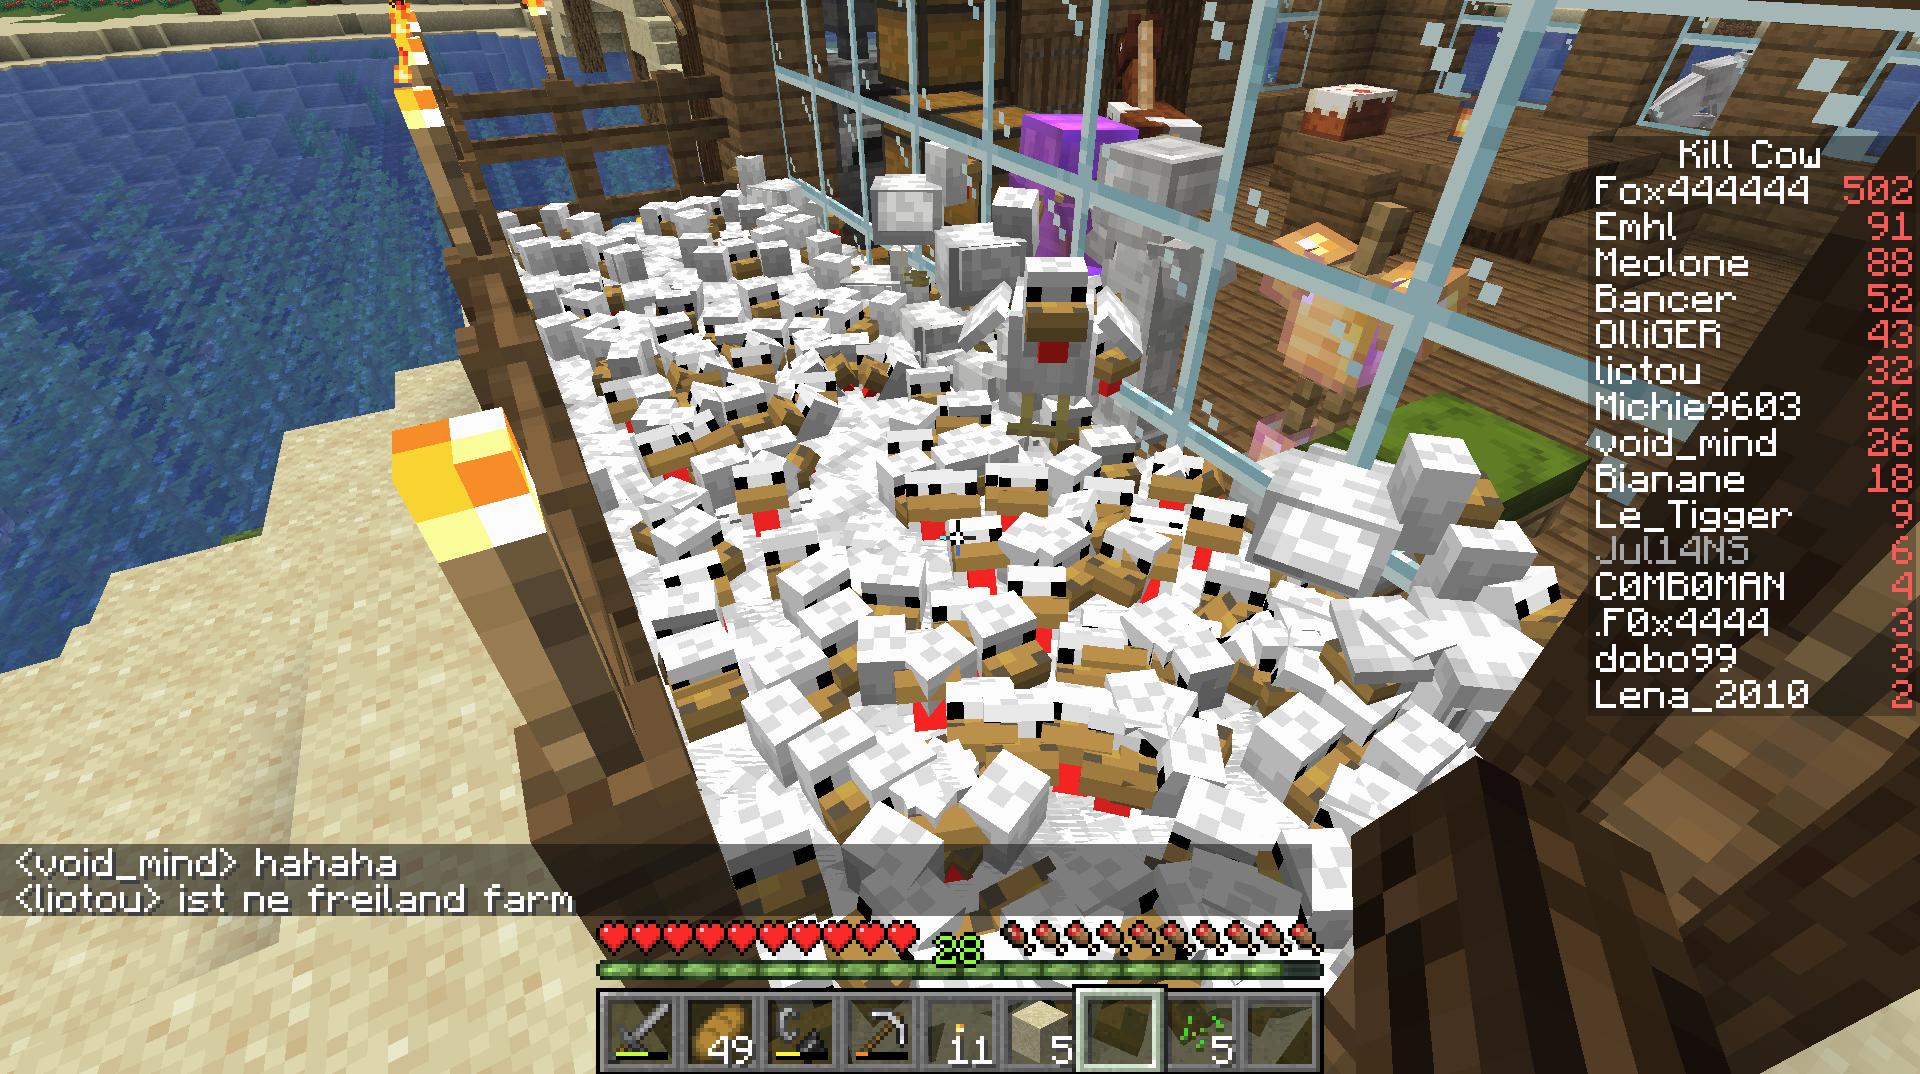 Kill Cow
Fox444444 502
Emhl 91
Meolone 88
Bancer 52
OlliGER 43
liotou 32
Michie9603 26
void_mind 26
Bianane 18
Le_Tigger 9
Jul14NS 6
C0MB0MAN 4
.F0x4444 3
dobo99 3
Lena_2010 2
<void_mind> hahaha
<liotou> ist ne freiland farm
28
49 11 5 5